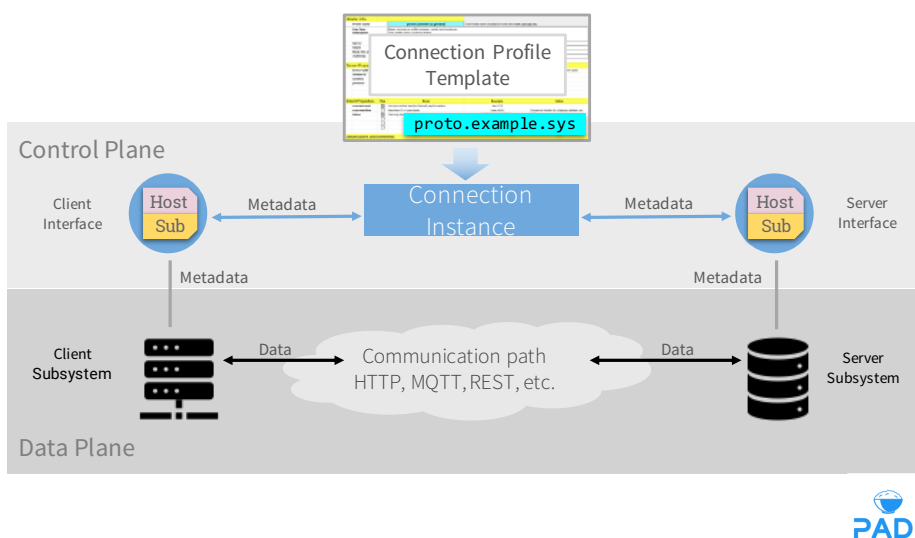 Connection Profile
Template
proto.example.sys
Control Plane
Client
Interface
Host
Sub
Metadata
Connection
Instance
Metadata
Host
Sub
Server
Interface
Metadata
Metadata
Client
Subsystem
Data
Communication path
HTTP, MQTT, REST, etc.
Data
Server
Subsystem
Data Plane
PAD